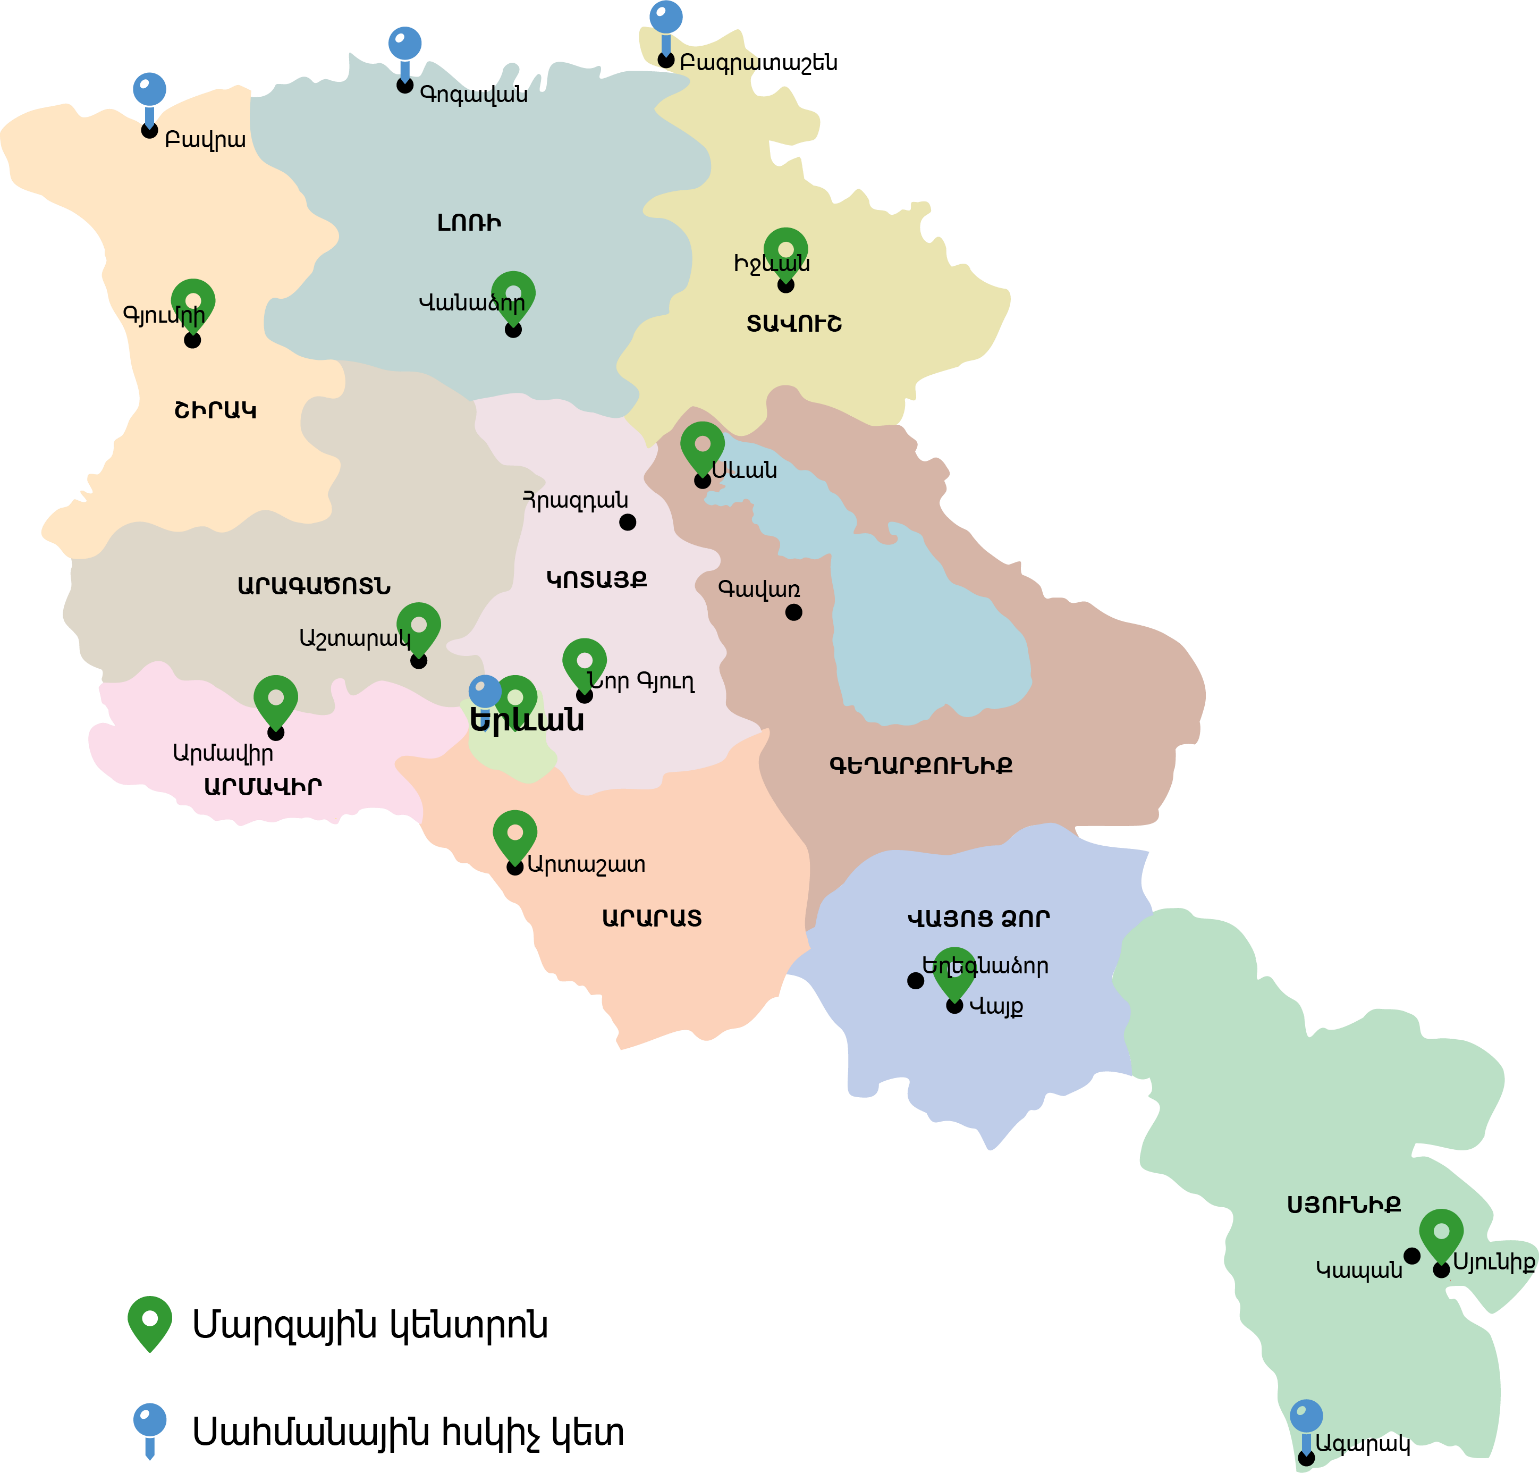 Բագրատաշեն
Գոգավան
Բավրա
ԼՈՌԻ
Իջևան
Վանաձոր
Գյումրի
ՏԱՎՈՒՇ
ՇԻՐԱԿ
Սևան
Հրազդան
ԿՈՏԱՅՔ
ԱՐԱԳԱԾՈՏՆ
Գավառ
Աշտարակ
Նոր Գյուղ
Երևան
Արմավիր
ԳԵՂԱՐՔՈՒՆԻՔ
ԱՐՄԱՎԻՐ
Արտաշատ
ԱՐԱՐԱՏ
ՎԱՅՈՑ ՁՈՐ
Եղեգնաձոր
Վայք
ՍՅՈՒՆԻՔ
Սյունիք
Կապան
Մարզային կենտրոն
Սահմանային հսկիչ կետ
Ագարակ